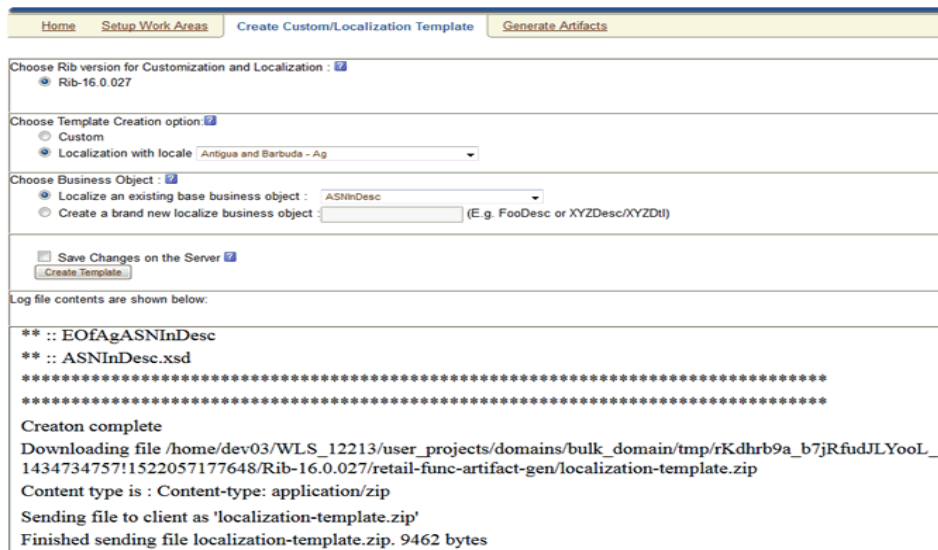 Home Setup Work Areas Create Custom/Localization Template Generate Artifacts
Choose Rib version for Customization and Localization : ?
Rib-16.0.027
Choose Template Creation option: ?
Custom
Localization with locale Antigua and Barbuda - Ag
Choose Business Object : ?
Localize an existing base business object : ASNInDesc
Create a brand new localize business object : (E.g. FooDesc or XYZDesc/XYZDtl)
Save Changes on the Server ?
Create Template
Log file contents are shown below:
** :: EOfAgASNInDesc
** :: ASNInDesc.xsd
*********************************************************************************
*********************************************************************************
Creaton complete
Downloading file /home/dev03/WLS_12213/user_projects/domains/bulk_domain/tmp/rKdhrb9a_b7jRfudJLYooL_
1434734757!1522057177648/Rib-16.0.027/retail-func-artifact-gen/localization-template.zip
Content type is : Content-type: application/zip
Sending file to client as 'localization-template.zip'
Finished sending file localization-template.zip. 9462 bytes